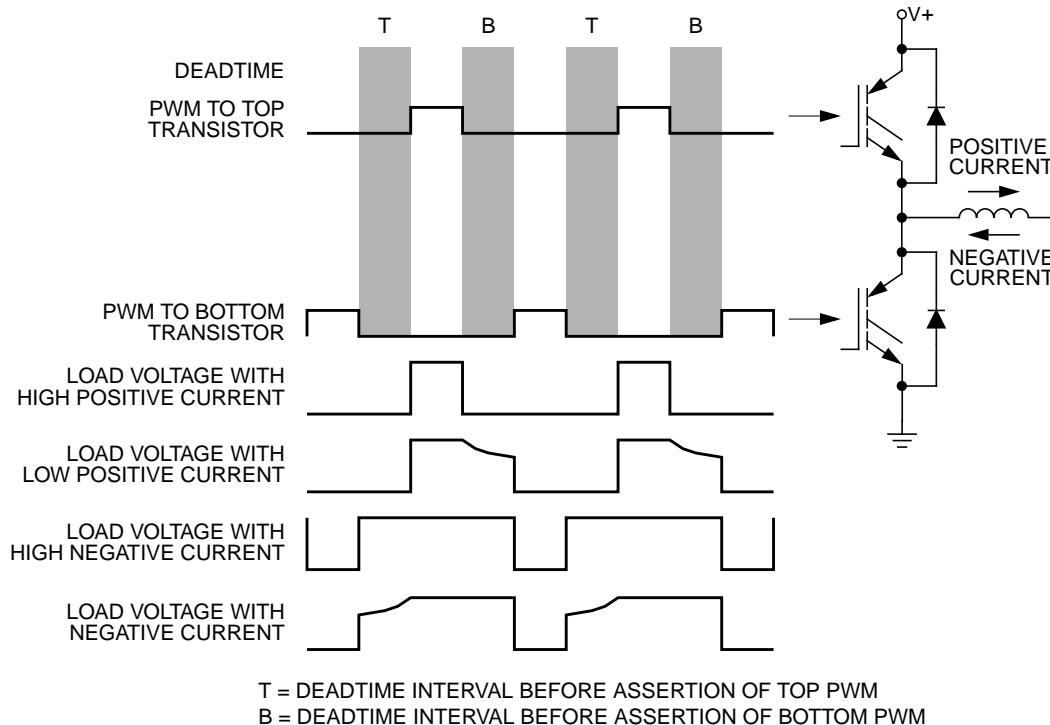 T B T B
V+
DEADTIME
PWM TO TOP
TRANSISTOR
POSITIVE
CURRENT
NEGATIVE
CURRENT
PWM TO BOTTOM
TRANSISTOR
LOAD VOLTAGE WITH
HIGH POSITIVE CURRENT
LOAD VOLTAGE WITH
LOW POSITIVE CURRENT
LOAD VOLTAGE WITH
HIGH NEGATIVE CURRENT
LOAD VOLTAGE WITH
NEGATIVE CURRENT
T = DEADTIME INTERVAL BEFORE ASSERTION OF TOP PWM
B = DEADTIME INTERVAL BEFORE ASSERTION OF BOTTOM PWM